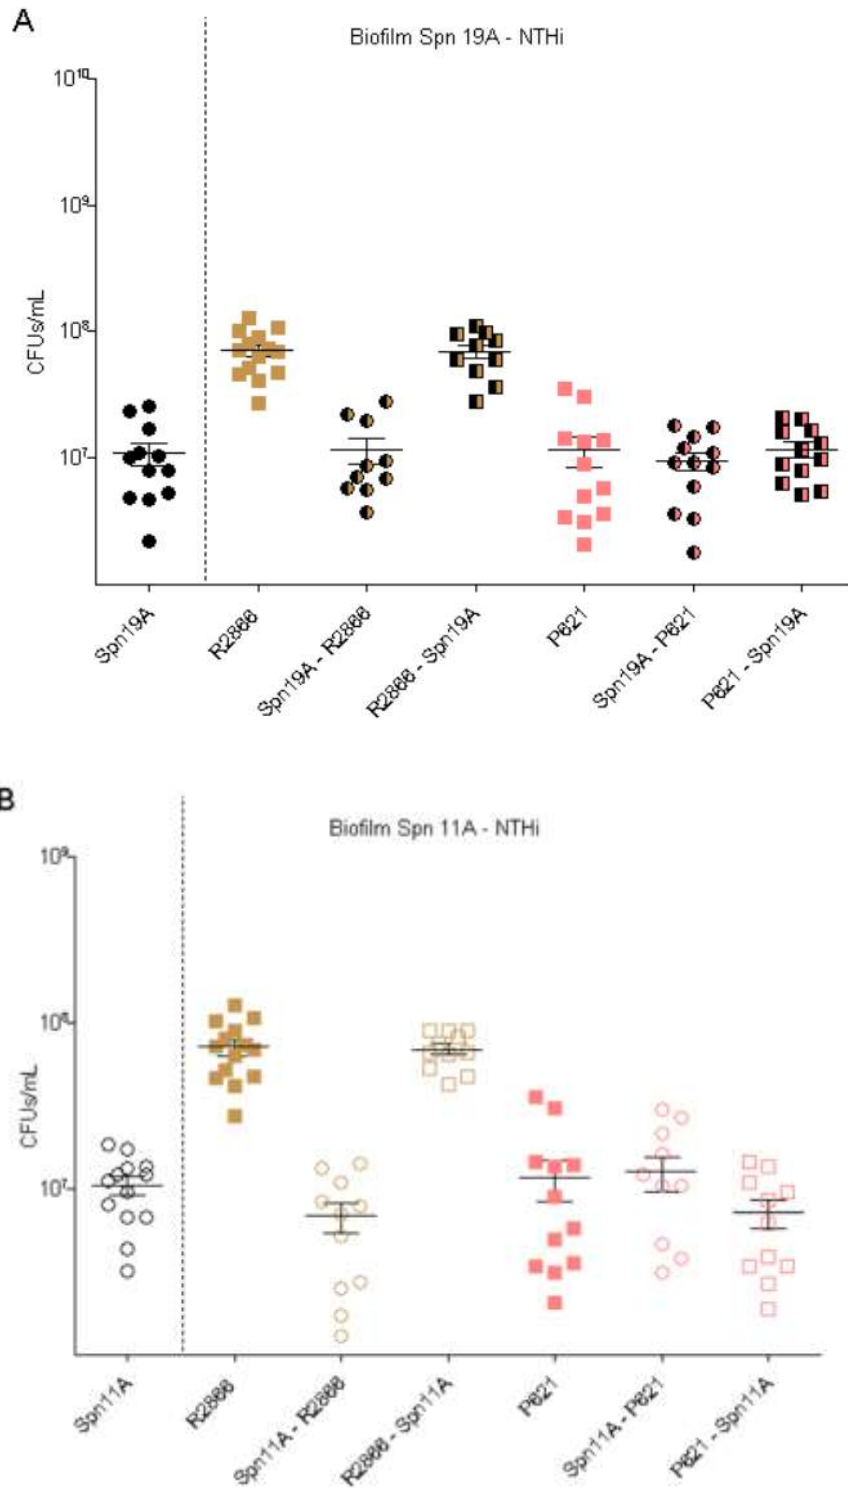 A
Biofilm Spn 19A - NTHi
10¹⁰
10⁹
10⁸
10⁷
CFUs/mL
Spn19A
R2866
Spn19A - R2866
R2866 - Spn19A
P621
Spn19A - P621
P621 - Spn19A
B
Biofilm Spn 11A - NTHi
10⁹
10⁸
10⁷
CFUs/mL
Spn11A
R2866
Spn11A - R2866
R2866 - Spn11A
P621
Spn11A - P621
P621 - Spn11A